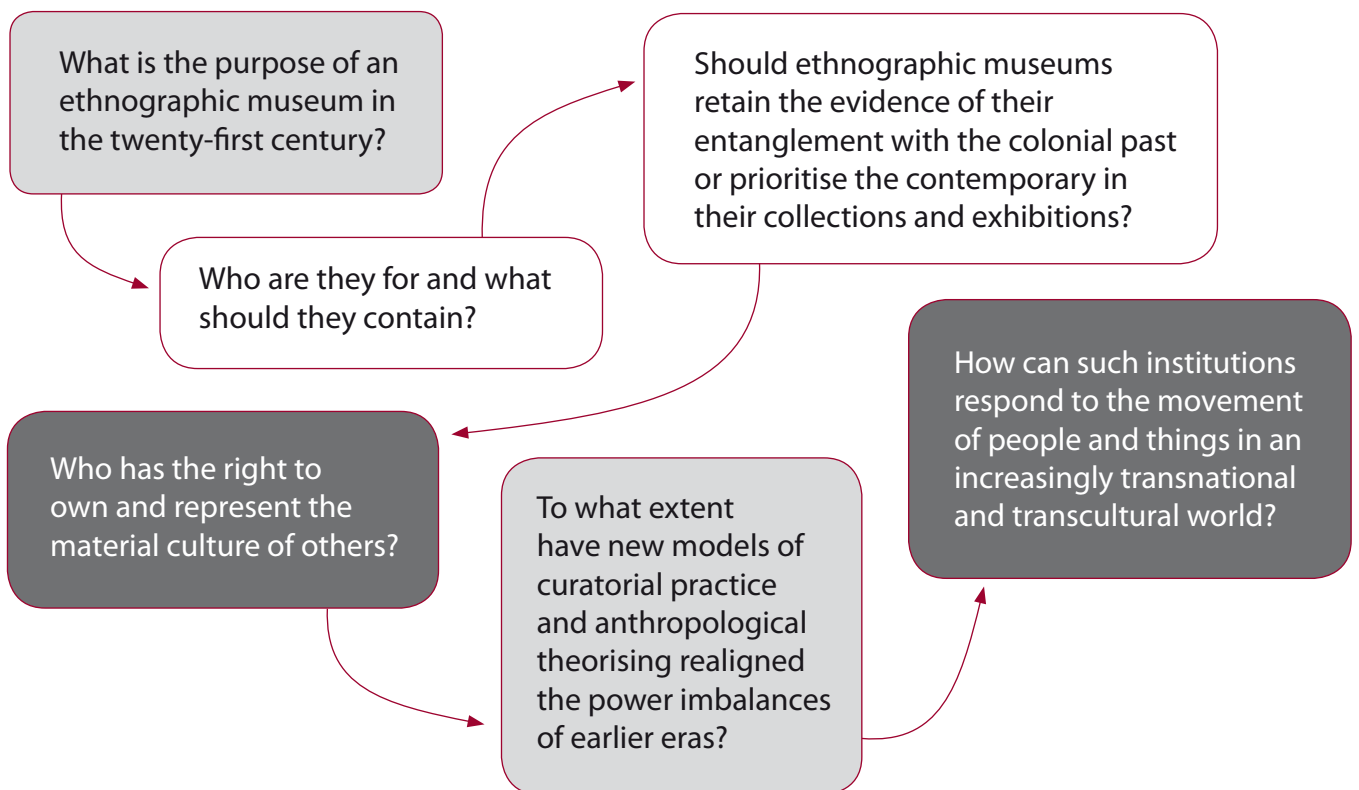 What is the purpose of an
ethnographic museum in
the twenty-first century?
Who are they for and what
should they contain?
Should ethnographic museums
retain the evidence of their
entanglement with the colonial past
or prioritise the contemporary in
their collections and exhibitions?
Who has the right to
own and represent the
material culture of others?
To what extent
have new models of
curatorial practice
and anthropological
theorising realigned
the power imbalances
of earlier eras?
How can such institutions
respond to the movement
of people and things in an
increasingly transnational
and transcultural world?